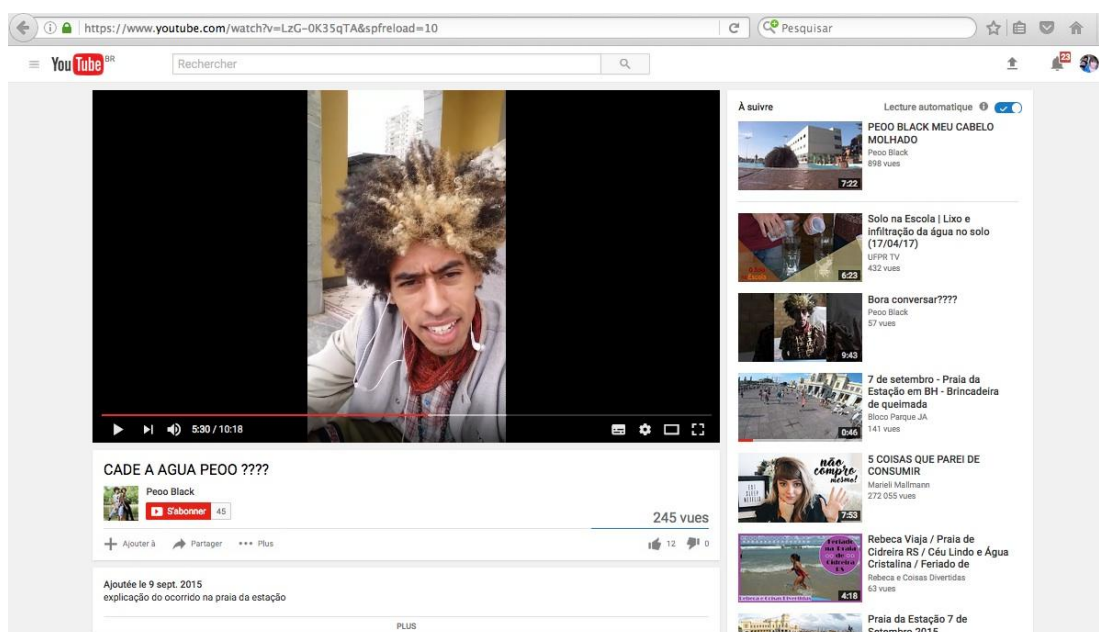 https://www.youtube.com/watch?v=LzG-0K35qTA&spfreload=10
Pesquisar
23
YouTube BR
Rechercher
5:30 / 10:18
CADE A AGUA PEOO ????
Peoo Black
S'abonner 45
245 vues
Ajouter à Partager Plus
12 0
Ajoutée le 9 sept. 2015
explicação do ocorrido na praia da estação
PLUS
À suivre
Lecture automatique
PEOO BLACK MEU CABELO
MOLHADO
Peoo Black
898 vues
7:22
Solo na Escola | Lixo e
infiltração da água no solo
(17/04/17)
UFPR TV
432 vues
6:23
Bora conversar????
Peoo Black
57 vues
9:43
7 de setembro - Praia da
Estação em BH - Brincadeira
de queimada
Bloco Parque JA
141 vues
0:46
5 COISAS QUE PAREI DE
CONSUMIR
Marieli Mallmann
272 055 vues
não
compro
mesmo!
7:53
Rebeca Viaja / Praia de
Cidreira RS / Céu Lindo e Água
Cristalina / Feriado de
Rebeca e Coisas Divertidas
63 vues
Feriado
na Praia
de
Cidreira
RS
4:18
Praia da Estação 7 de
Setembro 2015